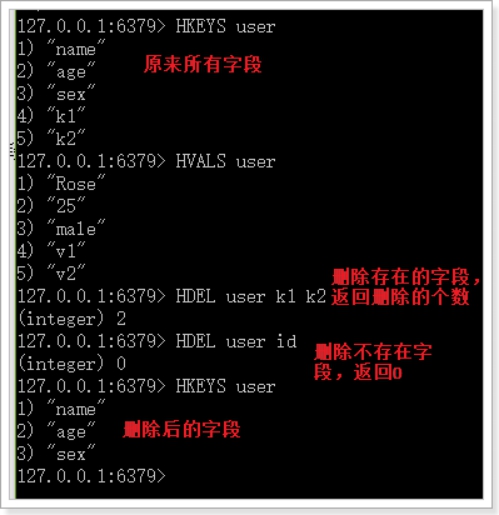 127.0.0.1:6379> HKEYS user
1) "name"
原来所有字段
2) "age"
3) "sex"
4) "k1"
5) "k2"
127.0.0.1:6379> HVALS user
1) "Rose"
2) "25"
3) "male"
4) "v1"
5) "v2"
删除存在的字段，
127.0.0.1:6379> HDEL user k1 k2
返回删除的个数
(integer) 2
127.0.0.1:6379> HDEL user id
删除不存在字
(integer) 0
段，返回0
127.0.0.1:6379> HKEYS user
1) "name"
2) "age"
删除后的字段
3) "sex"
127.0.0.1:6379>